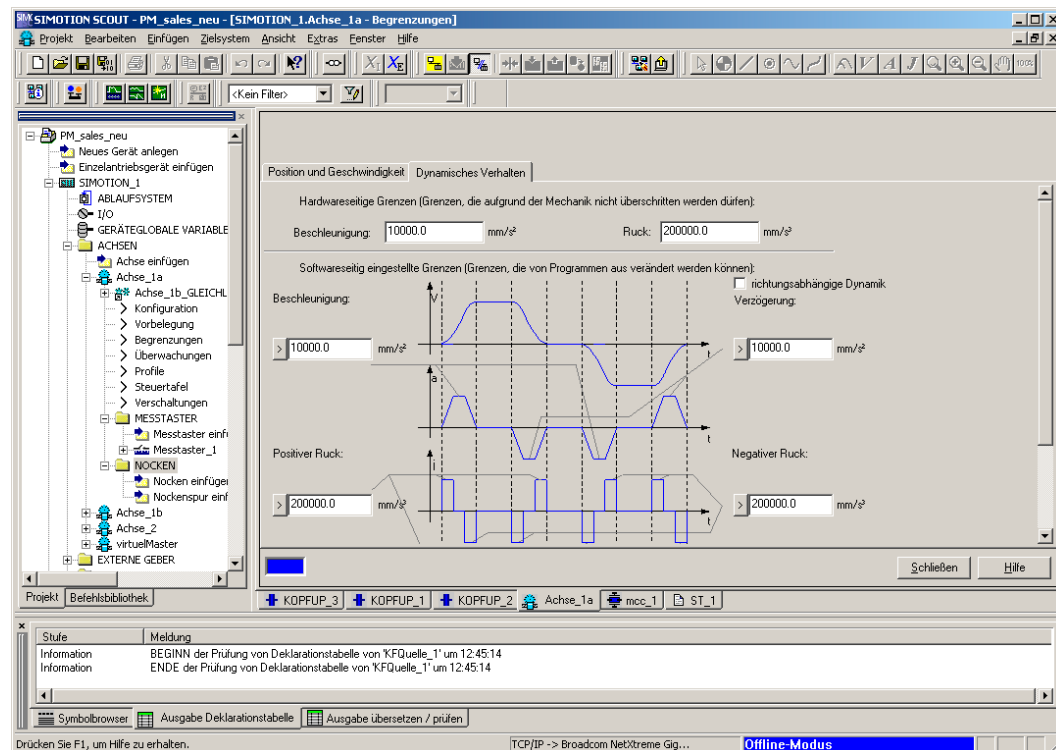 SIMOTION SCOUT - PM_sales_neu - [SIMOTION_1.Achse_1a - Begrenzungen]
Projekt Bearbeiten Einfügen Zielsystem Ansicht Extras Fenster Hilfe
<Kein Filter>
PM_sales_neu
Neues Gerät anlegen
Einzelantriebsgerät einfügen
SIMOTION_1
ABLAUFSYSTEM
I/O
GERÄTEGLOBALE VARIABLE
ACHSEN
Achse einfügen
Achse_1a
Achse_1b_GLEICHL
Konfiguration
Vorbelegung
Begrenzungen
Überwachungen
Profile
Steuertafel
Verschaltungen
MESSTASTER
Messtaster einfü
Messtaster_1
NOCKEN
Nocken einfügen
Nockenspur einf
Achse_1b
Achse_2
virtuelMaster
EXTERNE GEBER
Projekt Befehlsbibliothek
Position und Geschwindigkeit Dynamisches Verhalten
Hardwareseitige Grenzen (Grenzen, die aufgrund der Mechanik nicht überschritten werden dürfen):
Beschleunigung: 10000.0 mm/s² Ruck: 200000.0 mm/s³
Softwareseitig eingestellte Grenzen (Grenzen, die von Programmen aus verändert werden können):
richtungsabhängige Dynamik
Beschleunigung: V Verzögerung:
> 10000.0 mm/s² t > 10000.0 mm/s²
a
t
Positiver Ruck: j Negativer Ruck:
> 200000.0 mm/s³ t > 200000.0 mm/s³
Schließen Hilfe
KOPFUP_3 KOPFUP_1 KOPFUP_2 Achse_1a mcc_1 ST_1
Stufe Meldung
Information BEGINN der Prüfung von Deklarationstabelle von 'KFQuelle_1' um 12:45:14
Information ENDE der Prüfung von Deklarationstabelle von 'KFQuelle_1' um 12:45:14
Symbolbrowser Ausgabe Deklarationstabelle Ausgabe übersetzen / prüfen
Drücken Sie F1, um Hilfe zu erhalten. TCP/IP -> Broadcom NetXtreme Gig... Offline-Modus